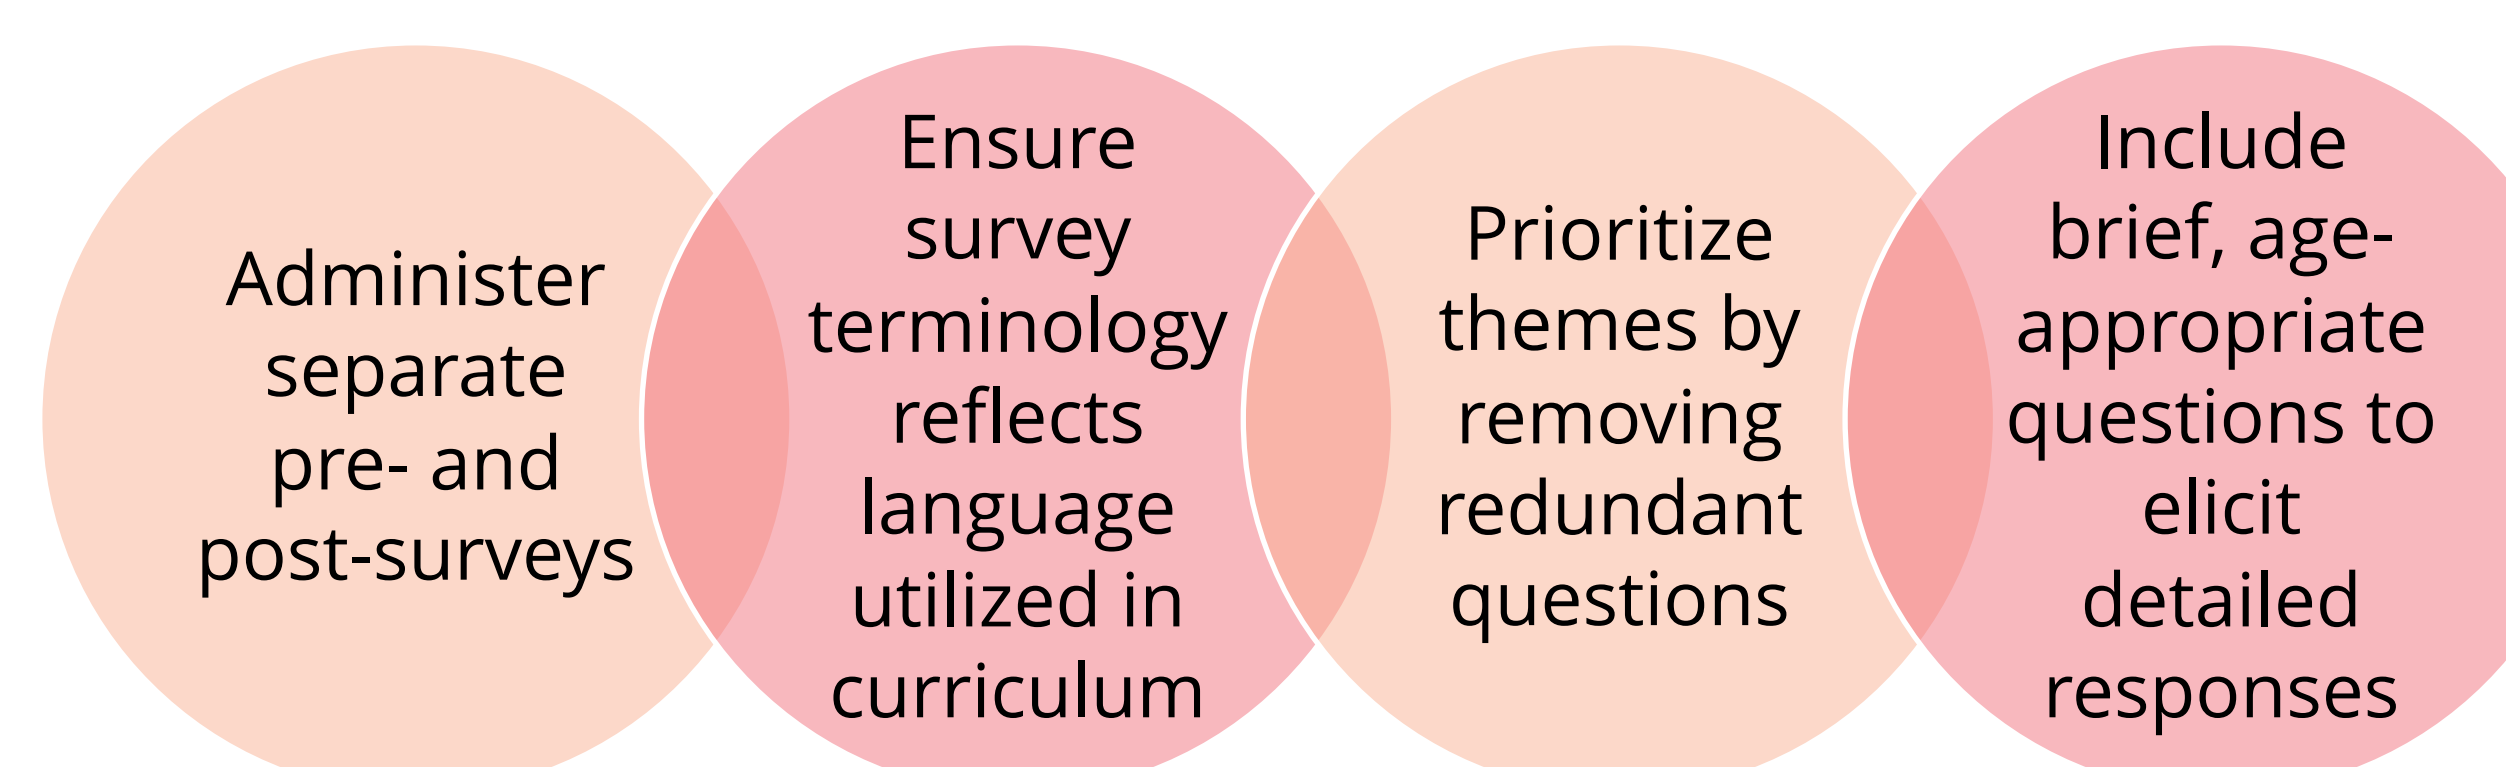 Administer
separate
pre- and
post-surveys
Ensure
survey
terminology
reflects
language
utilized in
curriculum
Prioritize
themes by
removing
redundant
questions
Include
brief, age-
appropriate
questions to
elicit
detailed
responses